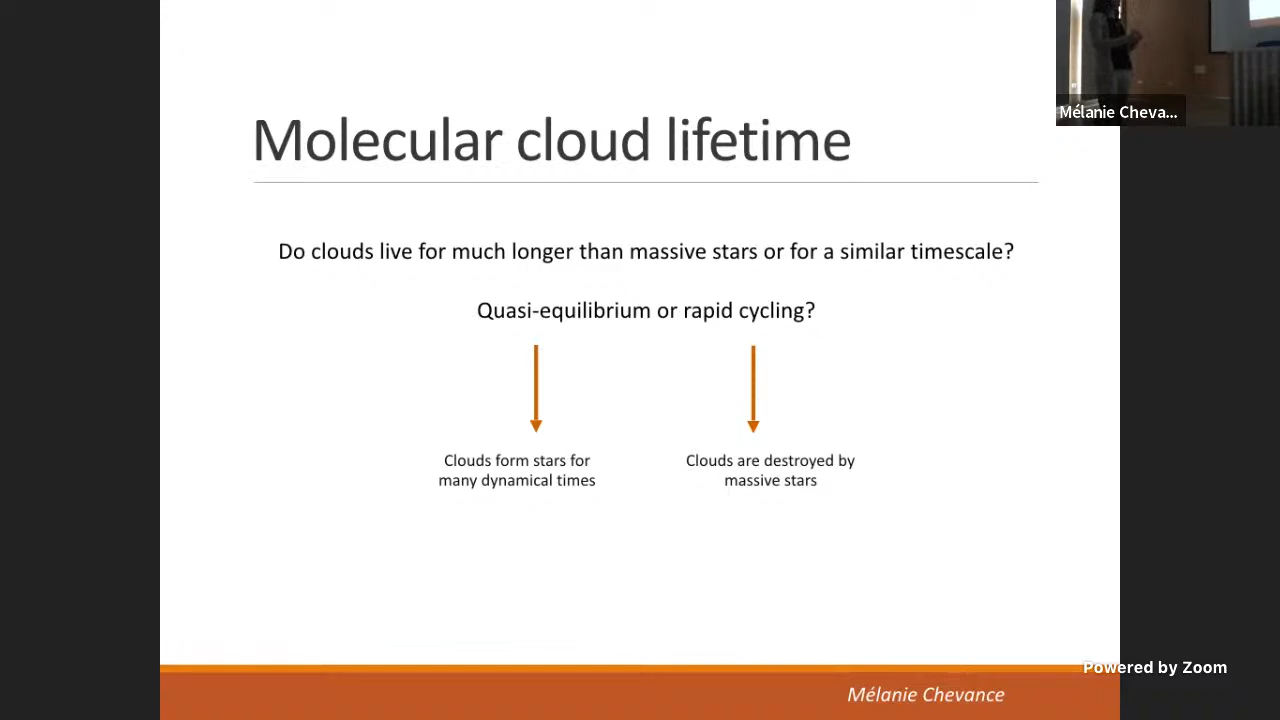 Molecular cloud lifetime
Mélanie Cheva...
Do clouds live for much longer than massive stars or for a similar timescale?
Quasi-equilibrium or rapid cycling?
Clouds form stars for
many dynamical times
Clouds are destroyed by
massive stars
Powered by Zoom
Mélanie Chevance